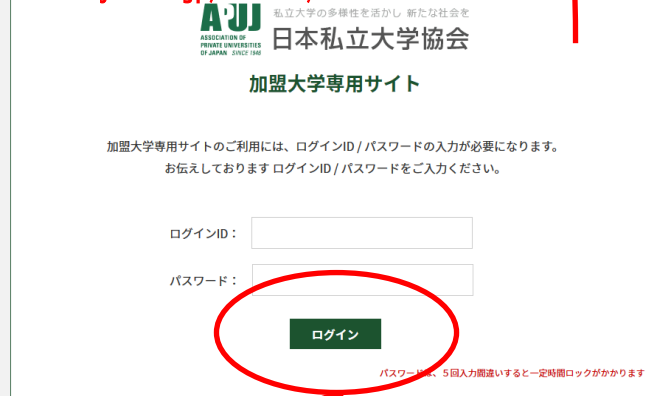 APUJ
私立大学の多様性を活かし 新たな社会を
ASSOCIATION OF
PRIVATE UNIVERSITIES
OF JAPAN SINCE 1946
日本私立大学協会
加盟大学専用サイト
加盟大学専用サイトのご利用には、ログインID / パスワードの入力が必要になります。
お伝えしております ログインID / パスワードをご入力ください。
ログインID：
パスワード：
ログイン
パスワードは、５回入力間違いすると一定時間ロックがかかります